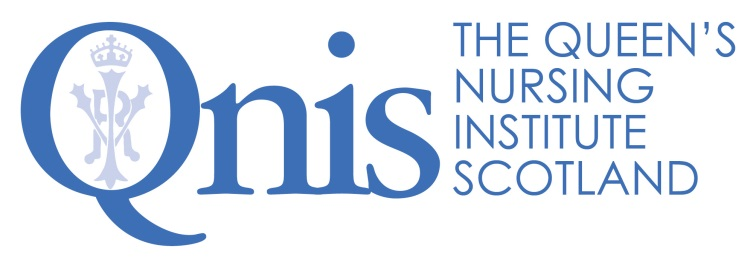 Qnis
THE QUEEN'S
NURSING
INSTITUTE
SCOTLAND